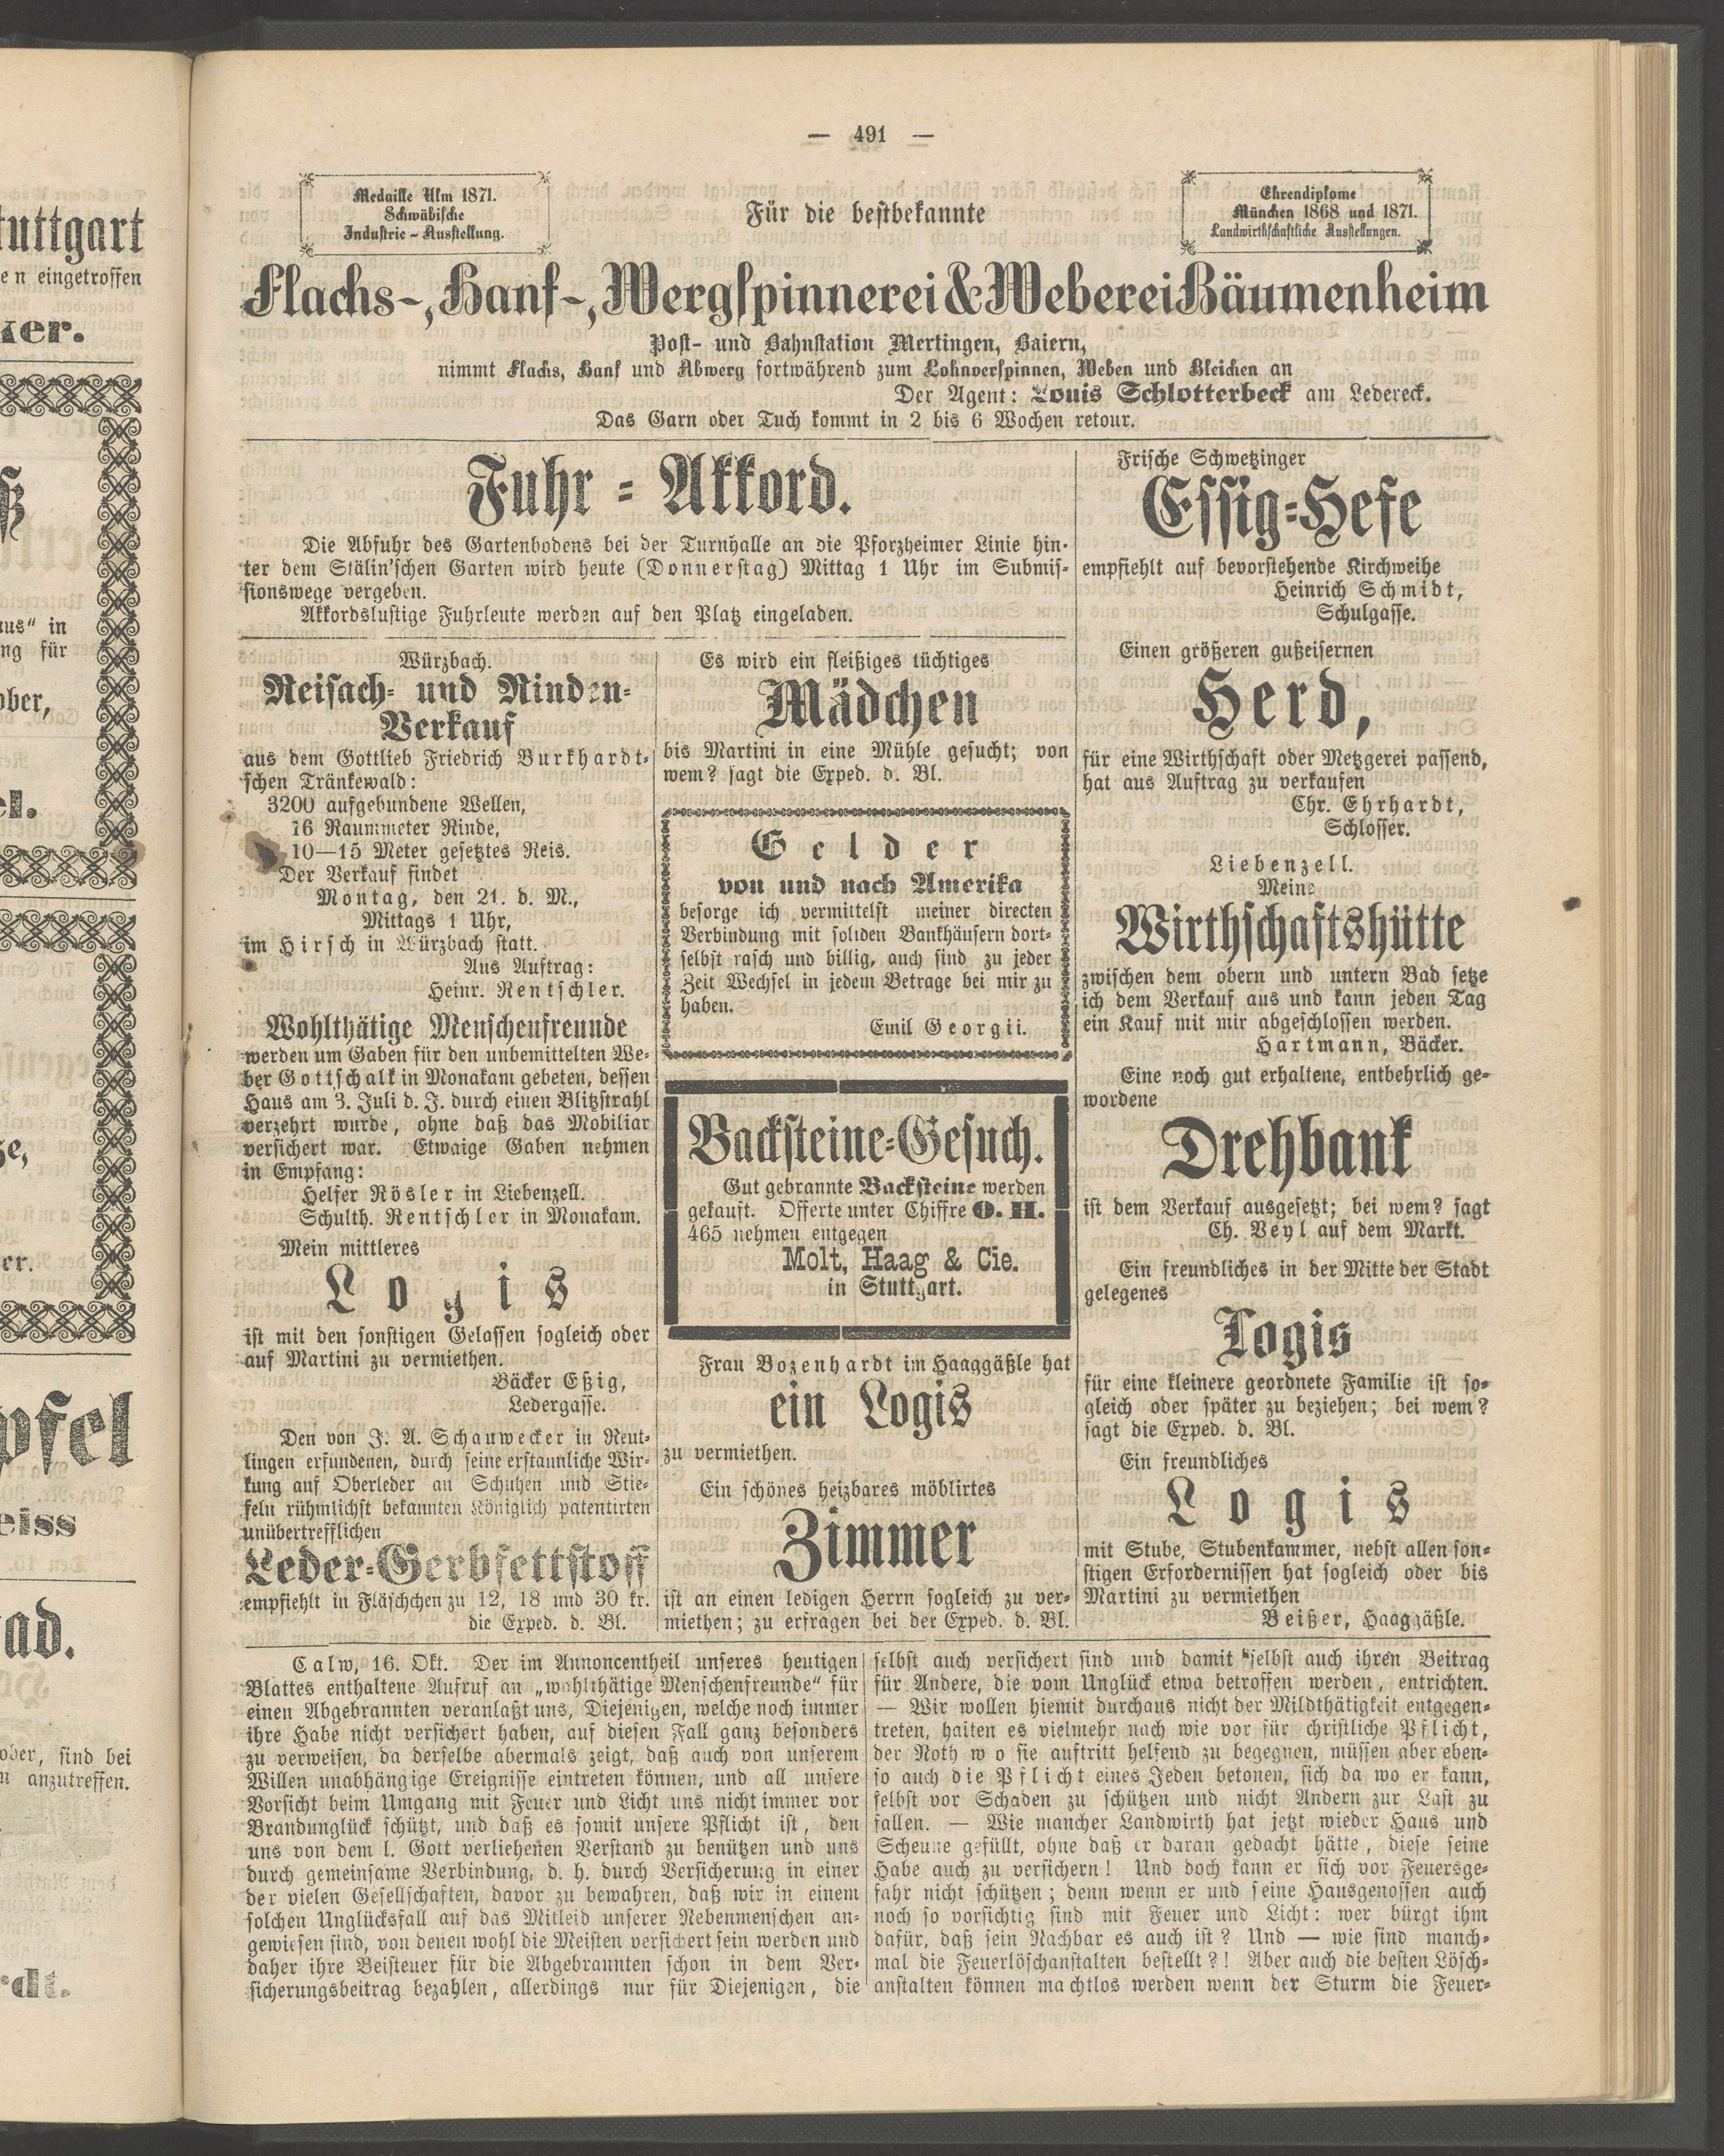 — 491 —
Medaille Ulm 1871.
Schwäbische
Industrie-Ausstellung.
Für die bestbekannte
Ehrendiplome
München 1868 und 1871.
Landwirthschaftliche Ausstellungen.
Flachs-, Hanf-, Wergspinnerei & Weberei Bäumenheim
Post- und Bahnstation Mertingen, Baiern,
nimmt Flachs, Hanf und Abwerg fortwährend zum Lohnverspinnen, Weben und Bleichen an
Der Agent: Louis Schlotterbeck am Ledereck.
Das Garn oder Tuch kommt in 2 bis 6 Wochen retour.
Fuhr-Akkord.
Die Abfuhr des Gartenbodens bei der Turnhalle an die Pforzheimer Linie hin-
ter dem Stälin'schen Garten wird heute (Donnerstag) Mittag 1 Uhr im Submis-
sionswege vergeben.
Akkordslustige Fuhrleute werden auf den Platz eingeladen.
Würzbach.
Reisach- und Rinden-
Verkauf
aus dem Gottlieb Friedrich Burkhardt-
schen Tränkewald:
3200 aufgebundene Wellen,
16 Raummeter Rinde,
10—15 Meter gesetztes Reis.
Der Verkauf findet
Montag, den 21. d. M.,
Mittags 1 Uhr,
im Hirsch in Würzbach statt.
Aus Auftrag:
Heinr. Rentschler.
Wohlthätige Menschenfreunde
werden um Gaben für den unbemittelten We-
ber Gottschalk in Monakam gebeten, dessen
Haus am 3. Juli d. J. durch einen Blitzstrahl
verzehrt wurde, ohne daß das Mobiliar
versichert war. Etwaige Gaben nehmen
in Empfang:
Helfer Rösler in Liebenzell.
Schulth. Rentschler in Monakam.
Mein mittleres
Logis
ist mit den sonstigen Gelassen sogleich oder
auf Martini zu vermiethen.
Bäcker Eßig,
Ledergasse.
Den von J. A. Schauwecker in Reut-
lingen erfundenen, durch seine erstaunliche Wir-
kung auf Oberleder an Schuhen und Stie-
feln rühmlichst bekannten Königlich patentirten
unübertrefflichen
Leder-Gerbfettstoff
empfiehlt in Fläschchen zu 12, 18 und 30 kr.
die Exped. d. Bl.
Es wird ein fleißiges tüchtiges
Mädchen
bis Martini in eine Mühle gesucht; von
wem? sagt die Exped. d. Bl.
Gelder
von und nach Amerika
besorge ich vermittelst meiner directen
Verbindung mit soliden Bankhäusern dort-
selbst rasch und billig, auch sind zu jeder
Zeit Wechsel in jedem Betrage bei mir zu
haben.
Emil Georgii.
Backsteine-Gesuch.
Gut gebrannte Backsteine werden
gekauft. Offerte unter Chiffre O. H.
465 nehmen entgegen
Molt, Haag & Cie.
in Stuttgart.
Frau Bozenhardt im Haaggäßle hat
ein Logis
zu vermiethen.
Ein schönes heizbares möblirtes
Zimmer
ist an einen ledigen Herrn sogleich zu ver-
miethen; zu erfragen bei der Exped. d. Bl.
Frische Schwetzinger
Essig-Hefe
empfiehlt auf bevorstehende Kirchweihe
Heinrich Schmidt,
Schulgasse.
Einen größeren gußeisernen
Herd,
für eine Wirthschaft oder Metzgerei passend,
hat aus Auftrag zu verkaufen
Chr. Ehrhardt,
Schlosser.
Liebenzell.
Meine
Wirthschaftshütte
zwischen dem obern und untern Bad setze
ich dem Verkauf aus und kann jeden Tag
ein Kauf mit mir abgeschlossen werden.
Hartmann, Bäcker.
Eine noch gut erhaltene, entbehrlich ge-
wordene
Drehbank
ist dem Verkauf ausgesetzt; bei wem? sagt
Ch. Veyl auf dem Markt.
Ein freundliches in der Mitte der Stadt
gelegenes
Logis
für eine kleinere geordnete Familie ist so-
gleich oder später zu beziehen; bei wem?
sagt die Exped. d. Bl.
Ein freundliches
Logis
mit Stube, Stubenkammer, nebst allen son-
stigen Erfordernissen hat sogleich oder bis
Martini zu vermiethen
Beißer, Haaggäßle.
Calw, 16. Okt. Der im Annoncentheil unseres heutigen
Blattes enthaltene Aufruf an „wohlthätige Menschenfreunde“ für
einen Abgebrannten veranlaßt uns, Diejenigen, welche noch immer
ihre Habe nicht versichert haben, auf diesen Fall ganz besonders
zu verweisen, da derselbe abermals zeigt, daß auch von unserem
Willen unabhängige Ereignisse eintreten können, und all unsere
Vorsicht beim Umgang mit Feuer und Licht uns nicht immer vor
Brandunglück schützt, und daß es somit unsere Pflicht ist, den
uns von dem l. Gott verliehenen Verstand zu benützen und uns
durch gemeinsame Verbindung, d. h. durch Versicherung in einer
der vielen Gesellschaften, davor zu bewahren, daß wir in einem
solchen Unglücksfall auf das Mitleid unserer Nebenmenschen an-
gewiesen sind, von denen wohl die Meisten versichert sein werden und
daher ihre Beisteuer für die Abgebrannten schon in dem Ver-
sicherungsbeitrag bezahlen, allerdings nur für Diejenigen, die
selbst auch versichert sind und damit selbst auch ihren Beitrag
für Andere, die vom Unglück etwa betroffen werden, entrichten.
— Wir wollen hiemit durchaus nicht der Mildthätigkeit entgegen-
treten, halten es vielmehr nach wie vor für christliche Pflicht,
der Noth wo sie auftritt helfend zu begegnen, müssen aber eben-
so auch die Pflicht eines Jeden betonen, sich da wo er kann,
selbst vor Schaden zu schützen und nicht Andern zur Last zu
fallen. — Wie mancher Landwirth hat jetzt wieder Haus und
Scheune gefüllt, ohne daß er daran gedacht hätte, diese seine
Habe auch zu versichern! Und doch kann er sich vor Feuersge-
fahr nicht schützen; denn wenn er und seine Hausgenossen auch
noch so vorsichtig sind mit Feuer und Licht: wer bürgt ihm
dafür, daß sein Nachbar es auch ist? Und — wie sind manch-
mal die Feuerlöschanstalten bestellt?! Aber auch die besten Lösch-
anstalten können machtlos werden wenn der Sturm die Feuer-